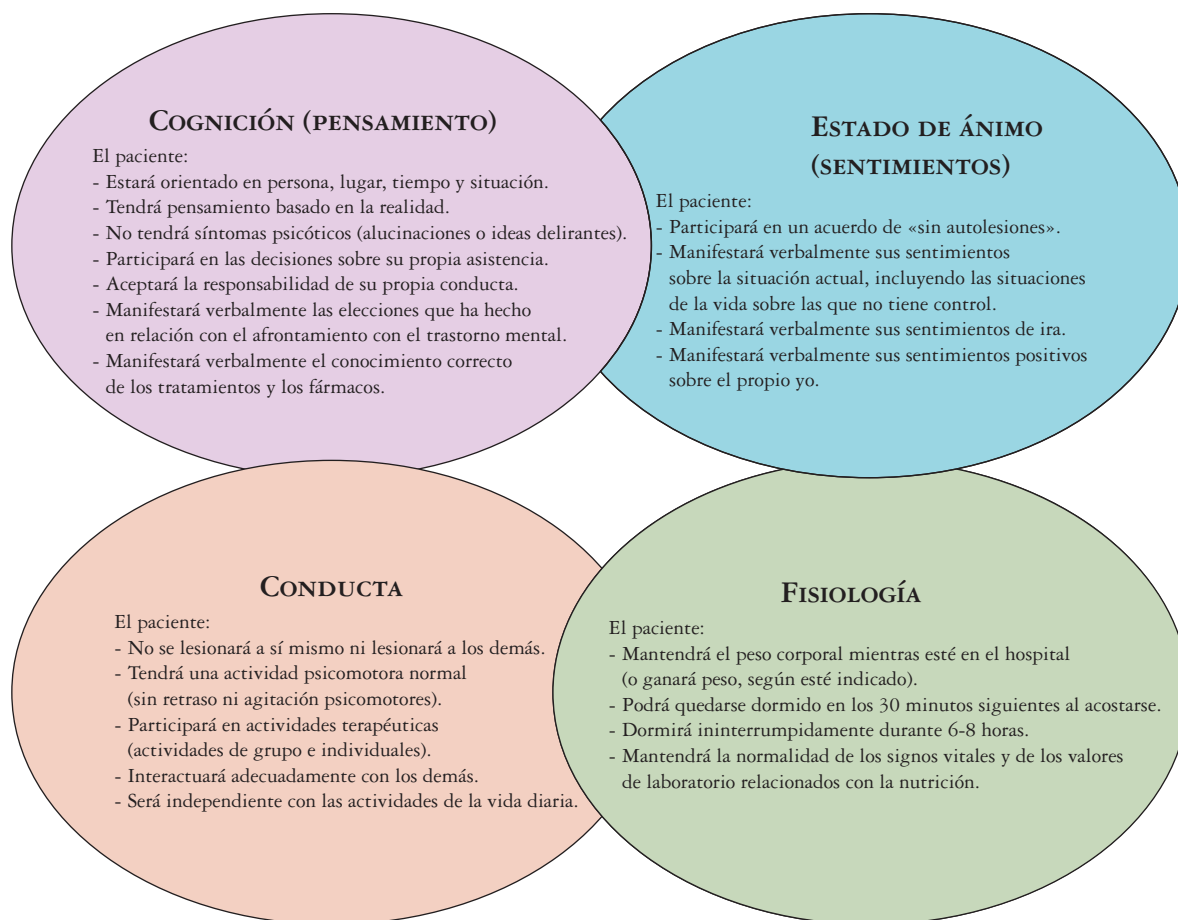 COGNICIÓN (PENSAMIENTO)
El paciente:
- Estará orientado en persona, lugar, tiempo y situación.
- Tendrá pensamiento basado en la realidad.
- No tendrá síntomas psicóticos (alucinaciones o ideas delirantes).
- Participará en las decisiones sobre su propia asistencia.
- Aceptará la responsabilidad de su propia conducta.
- Manifestará verbalmente las elecciones que ha hecho
en relación con el afrontamiento con el trastorno mental.
- Manifestará verbalmente el conocimiento correcto
de los tratamientos y los fármacos.
ESTADO DE ÁNIMO
(SENTIMIENTOS)
El paciente:
- Participará en un acuerdo de «sin autolesiones».
- Manifestará verbalmente sus sentimientos
sobre la situación actual, incluyendo las situaciones
de la vida sobre las que no tiene control.
- Manifestará verbalmente sus sentimientos de ira.
- Manifestará verbalmente sus sentimientos positivos
sobre el propio yo.
CONDUCTA
El paciente:
- No se lesionará a sí mismo ni lesionará a los demás.
- Tendrá una actividad psicomotora normal
(sin retraso ni agitación psicomotores).
- Participará en actividades terapéuticas
(actividades de grupo e individuales).
- Interactuará adecuadamente con los demás.
- Será independiente con las actividades de la vida diaria.
FISIOLOGÍA
El paciente:
- Mantendrá el peso corporal mientras esté en el hospital
(o ganará peso, según esté indicado).
- Podrá quedarse dormido en los 30 minutos siguientes al acostarse.
- Dormirá ininterrumpidamente durante 6-8 horas.
- Mantendrá la normalidad de los signos vitales y de los valores
de laboratorio relacionados con la nutrición.